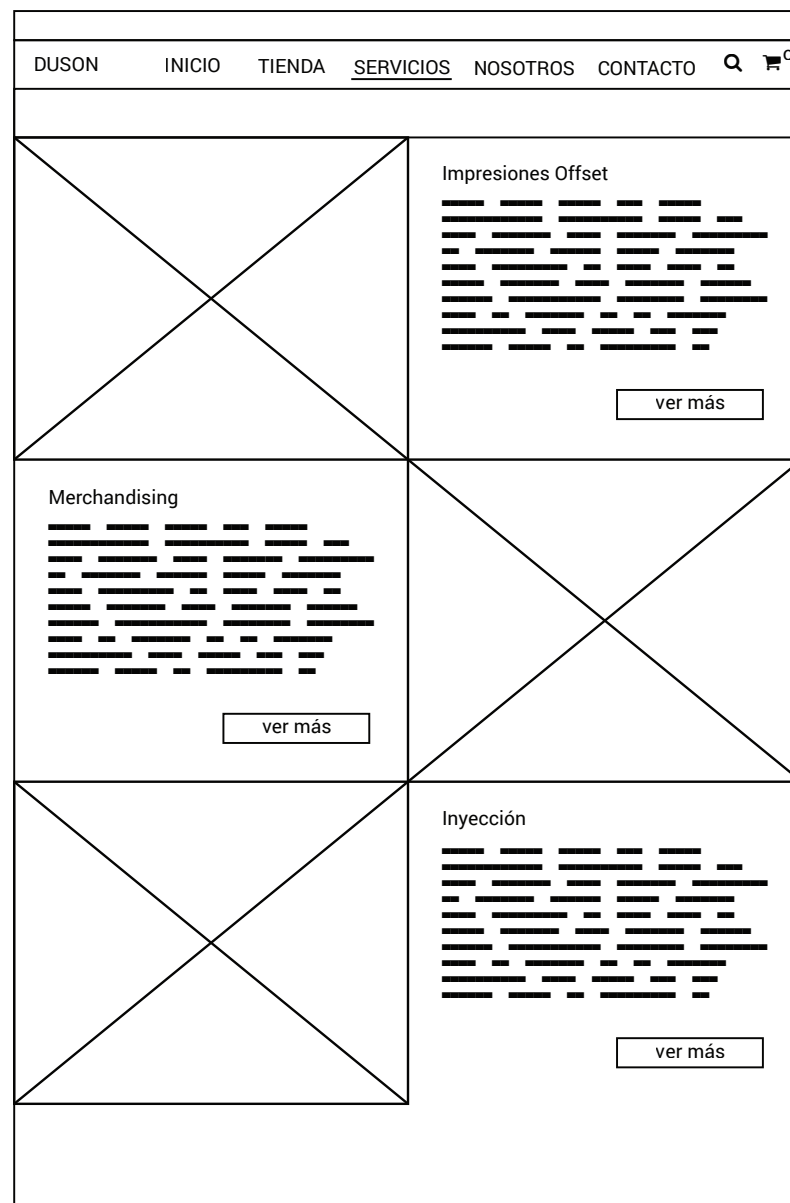 DUSON INICIO TIENDA SERVICIOS NOSOTROS CONTACTO
Impresiones Offset
ver más
Merchandising
ver más
Inyección
ver más